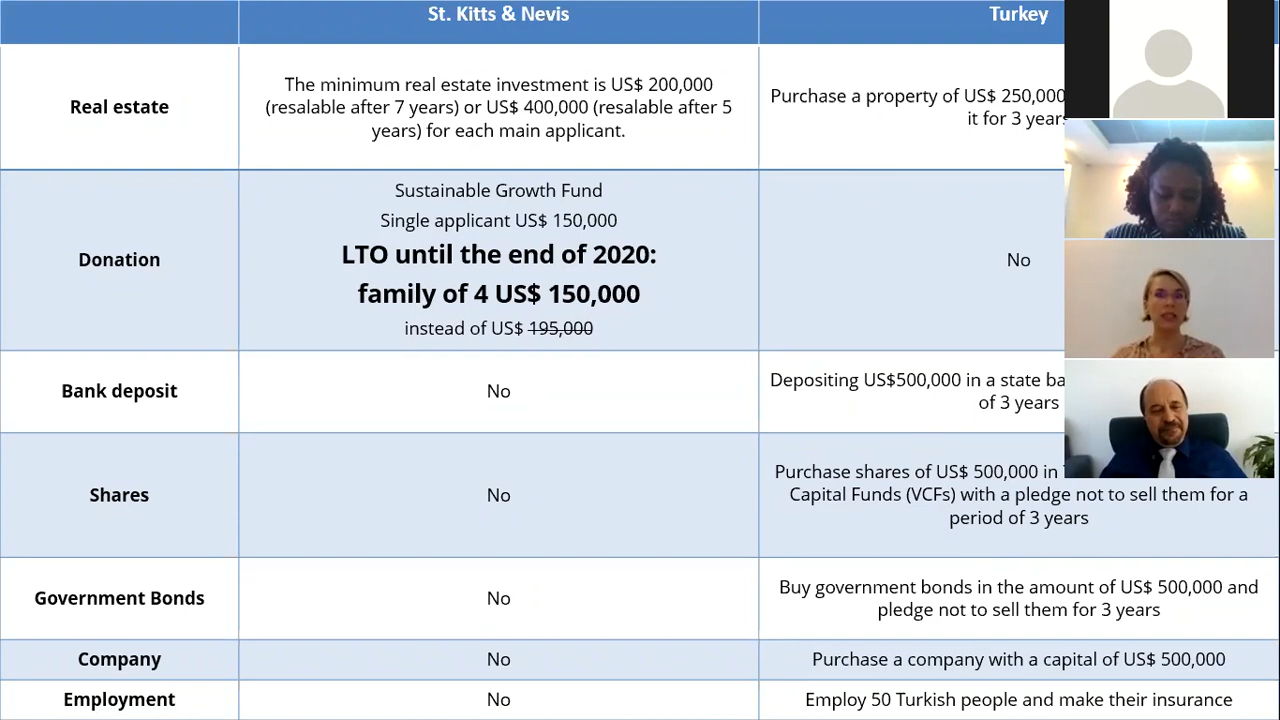 St. Kitts & Nevis
Turkey
Real estate
The minimum real estate investment is US$ 200,000
(resalable after 7 years) or US$ 400,000 (resalable after 5
years) for each main applicant.
Purchase a property of US$ 250,000
it for 3 years
Donation
Sustainable Growth Fund
Single applicant US$ 150,000
LTO until the end of 2020:
family of 4 US$ 150,000
instead of US$ 195,000
No
Bank deposit
No
Depositing US$500,000 in a state
of 3 years
Shares
No
Purchase shares of US$ 500,000 in
Capital Funds (VCFs) with a pledge not to sell them for a
period of 3 years
Government Bonds
No
Buy government bonds in the amount of US$ 500,000 and
pledge not to sell them for 3 years
Company
No
Purchase a company with a capital of US$ 500,000
Employment
No
Employ 50 Turkish people and make their insurance